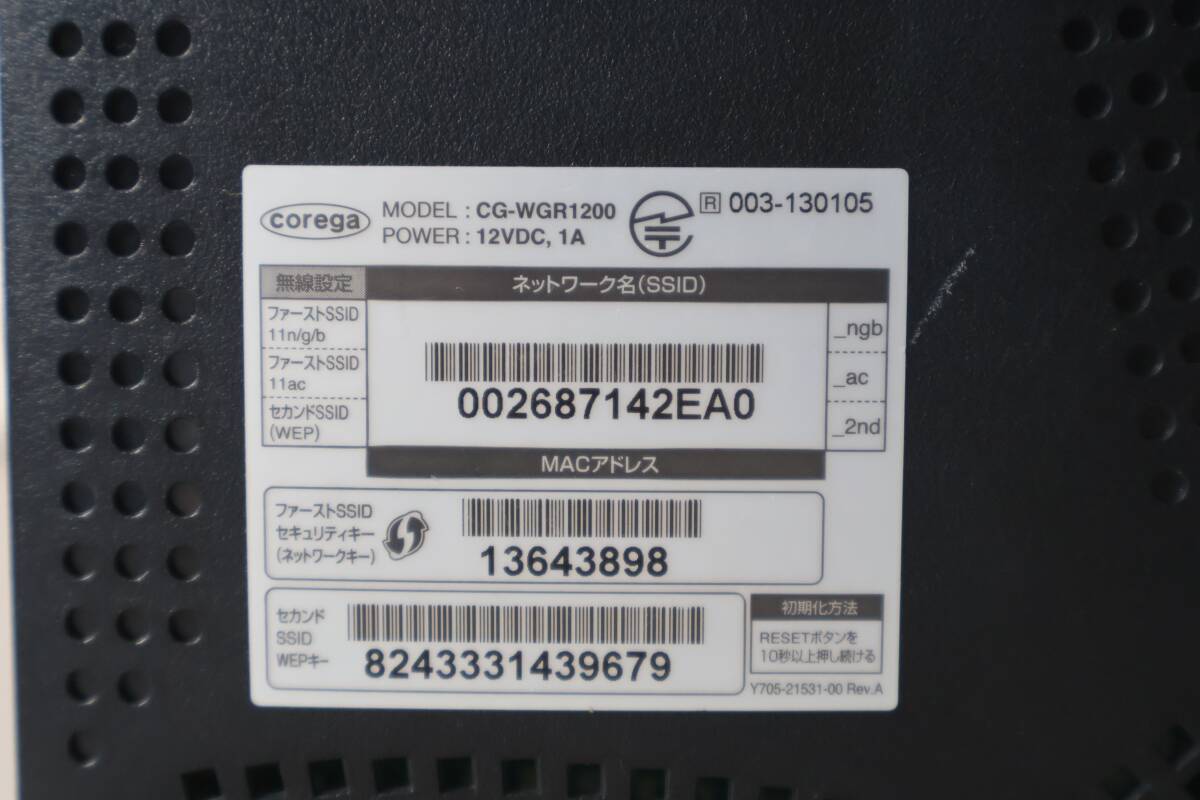 corega
MODEL : CG-WGR1200
POWER : 12VDC, 1A
R 003-130105
無線設定
ネットワーク名(SSID)
ファーストSSID
11n/g/b
_ngb
ファーストSSID
11ac
_ac
セカンドSSID
(WEP)
_2nd
002687142EA0
MACアドレス
ファーストSSID
セキュリティキー
(ネットワークキー)
13643898
セカンド
SSID
WEPキー
8243331439679
初期化方法
RESETボタンを
10秒以上押し続ける
Y705-21531-00 Rev.A